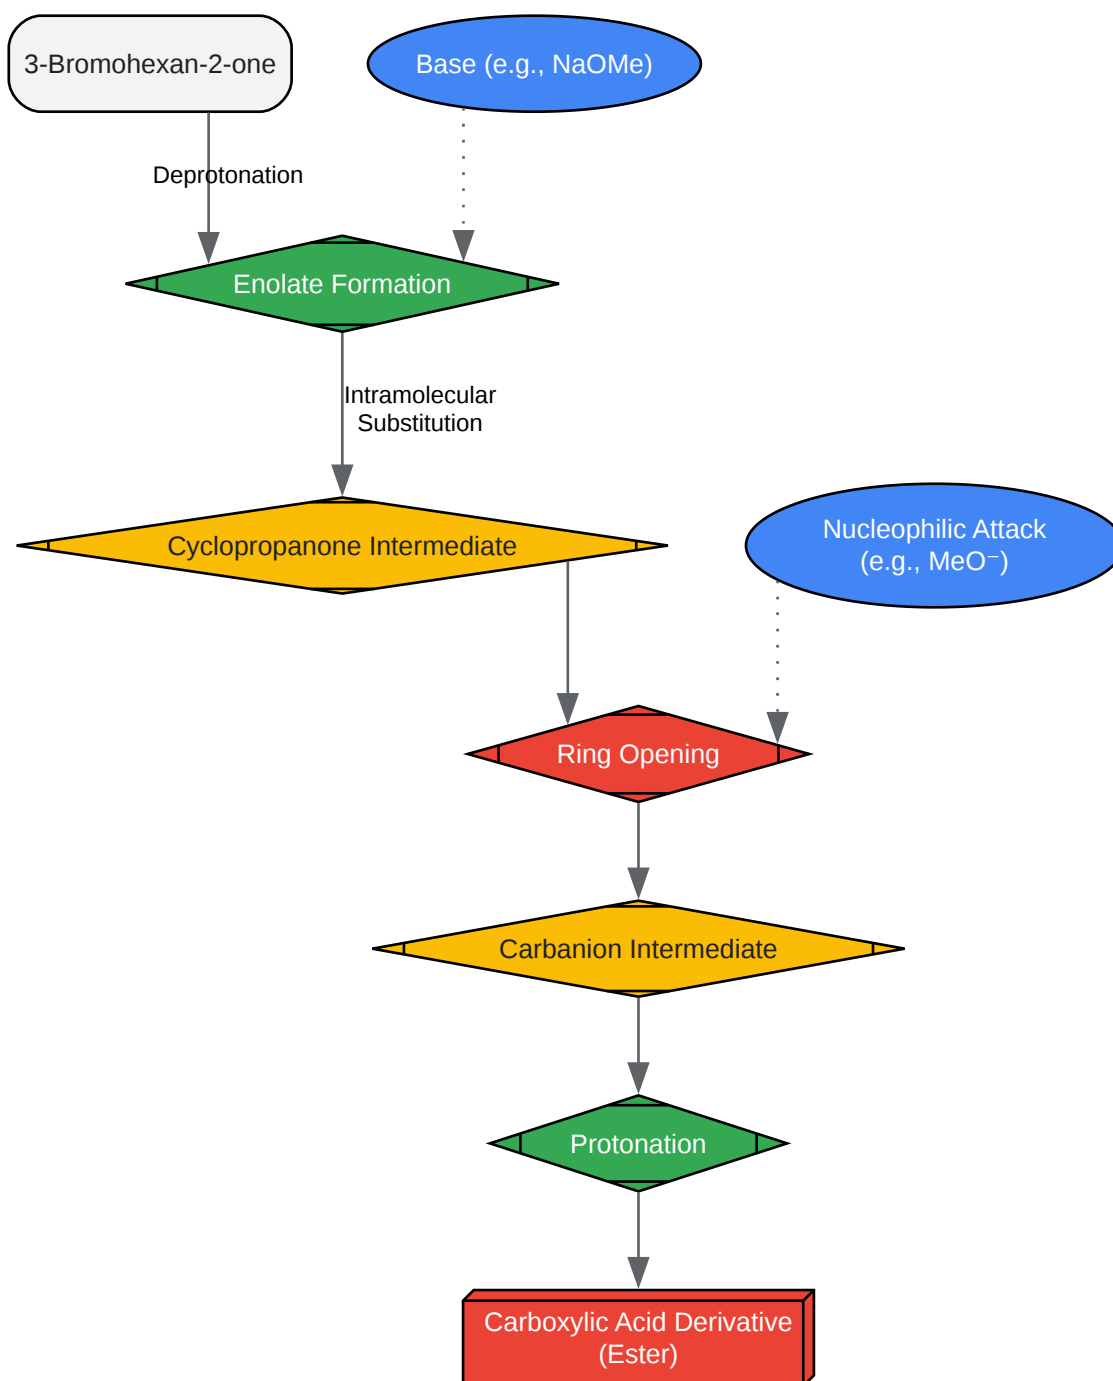 3-Bromohexan-2-one
Base (e.g., NaOMe)
Deprotonation
Enolate Formation
Intramolecular
Substitution
Cyclopropanone Intermediate
Nucleophilic Attack
(e.g., MeO⁻)
Ring Opening
Carbanion Intermediate
Protonation
Carboxylic Acid Derivative
(Ester)